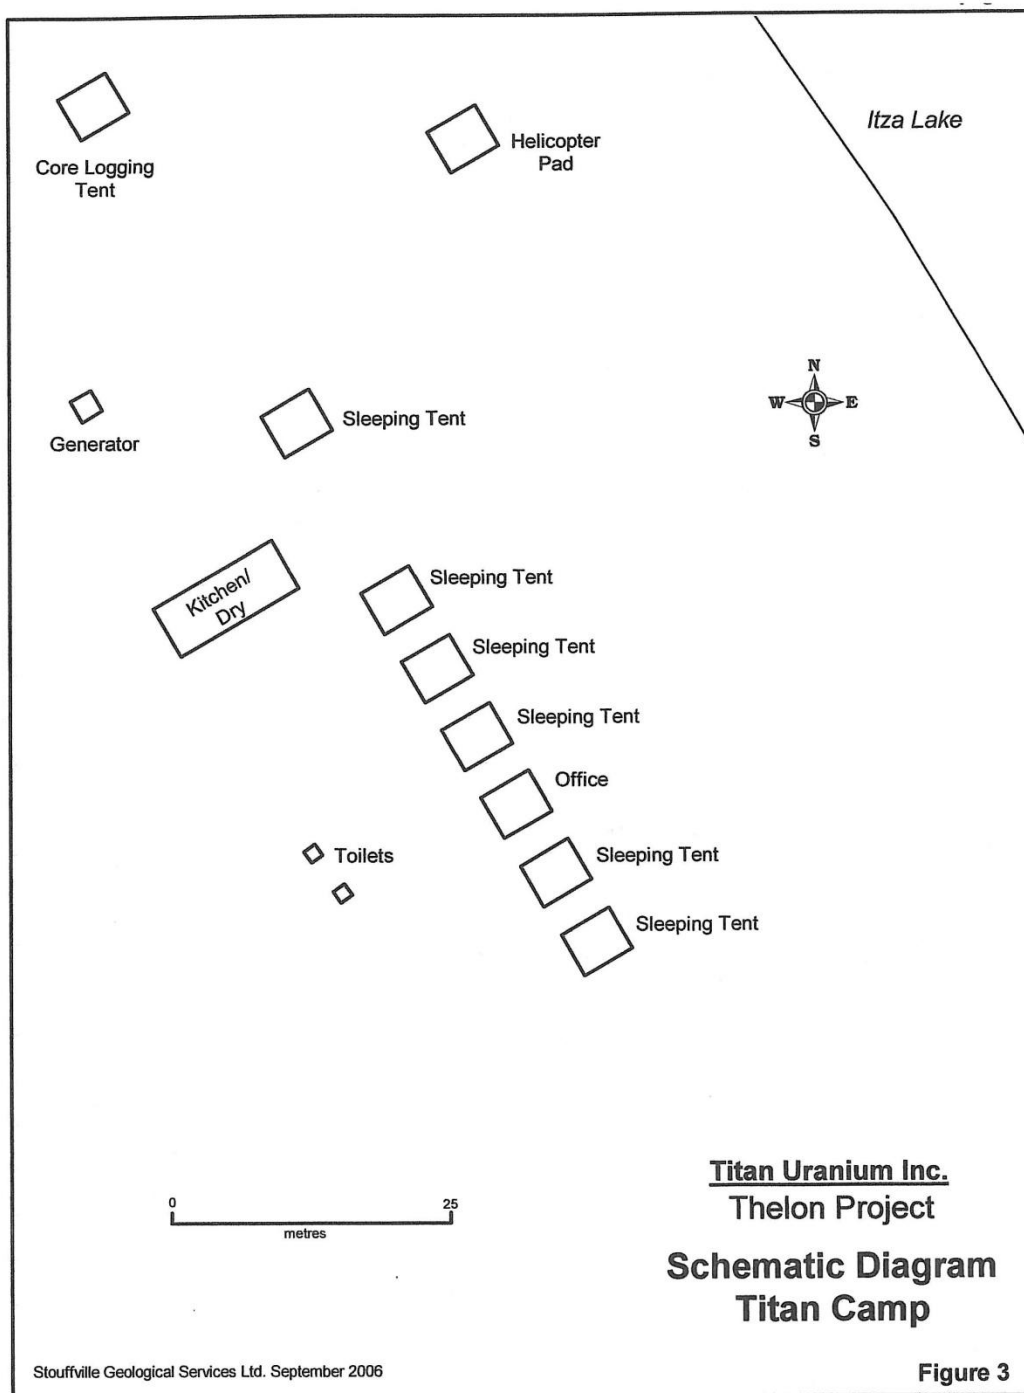 Itza Lake
Helicopter
Pad
Core Logging
Tent
N
W E
S
Sleeping Tent
Generator
Kitchen/
Dry
Sleeping Tent
Sleeping Tent
Sleeping Tent
Office
Toilets
Sleeping Tent
Sleeping Tent
0 25
metres
Titan Uranium Inc.
Thelon Project
Schematic Diagram
Titan Camp
Stouffville Geological Services Ltd. September 2006
Figure 3